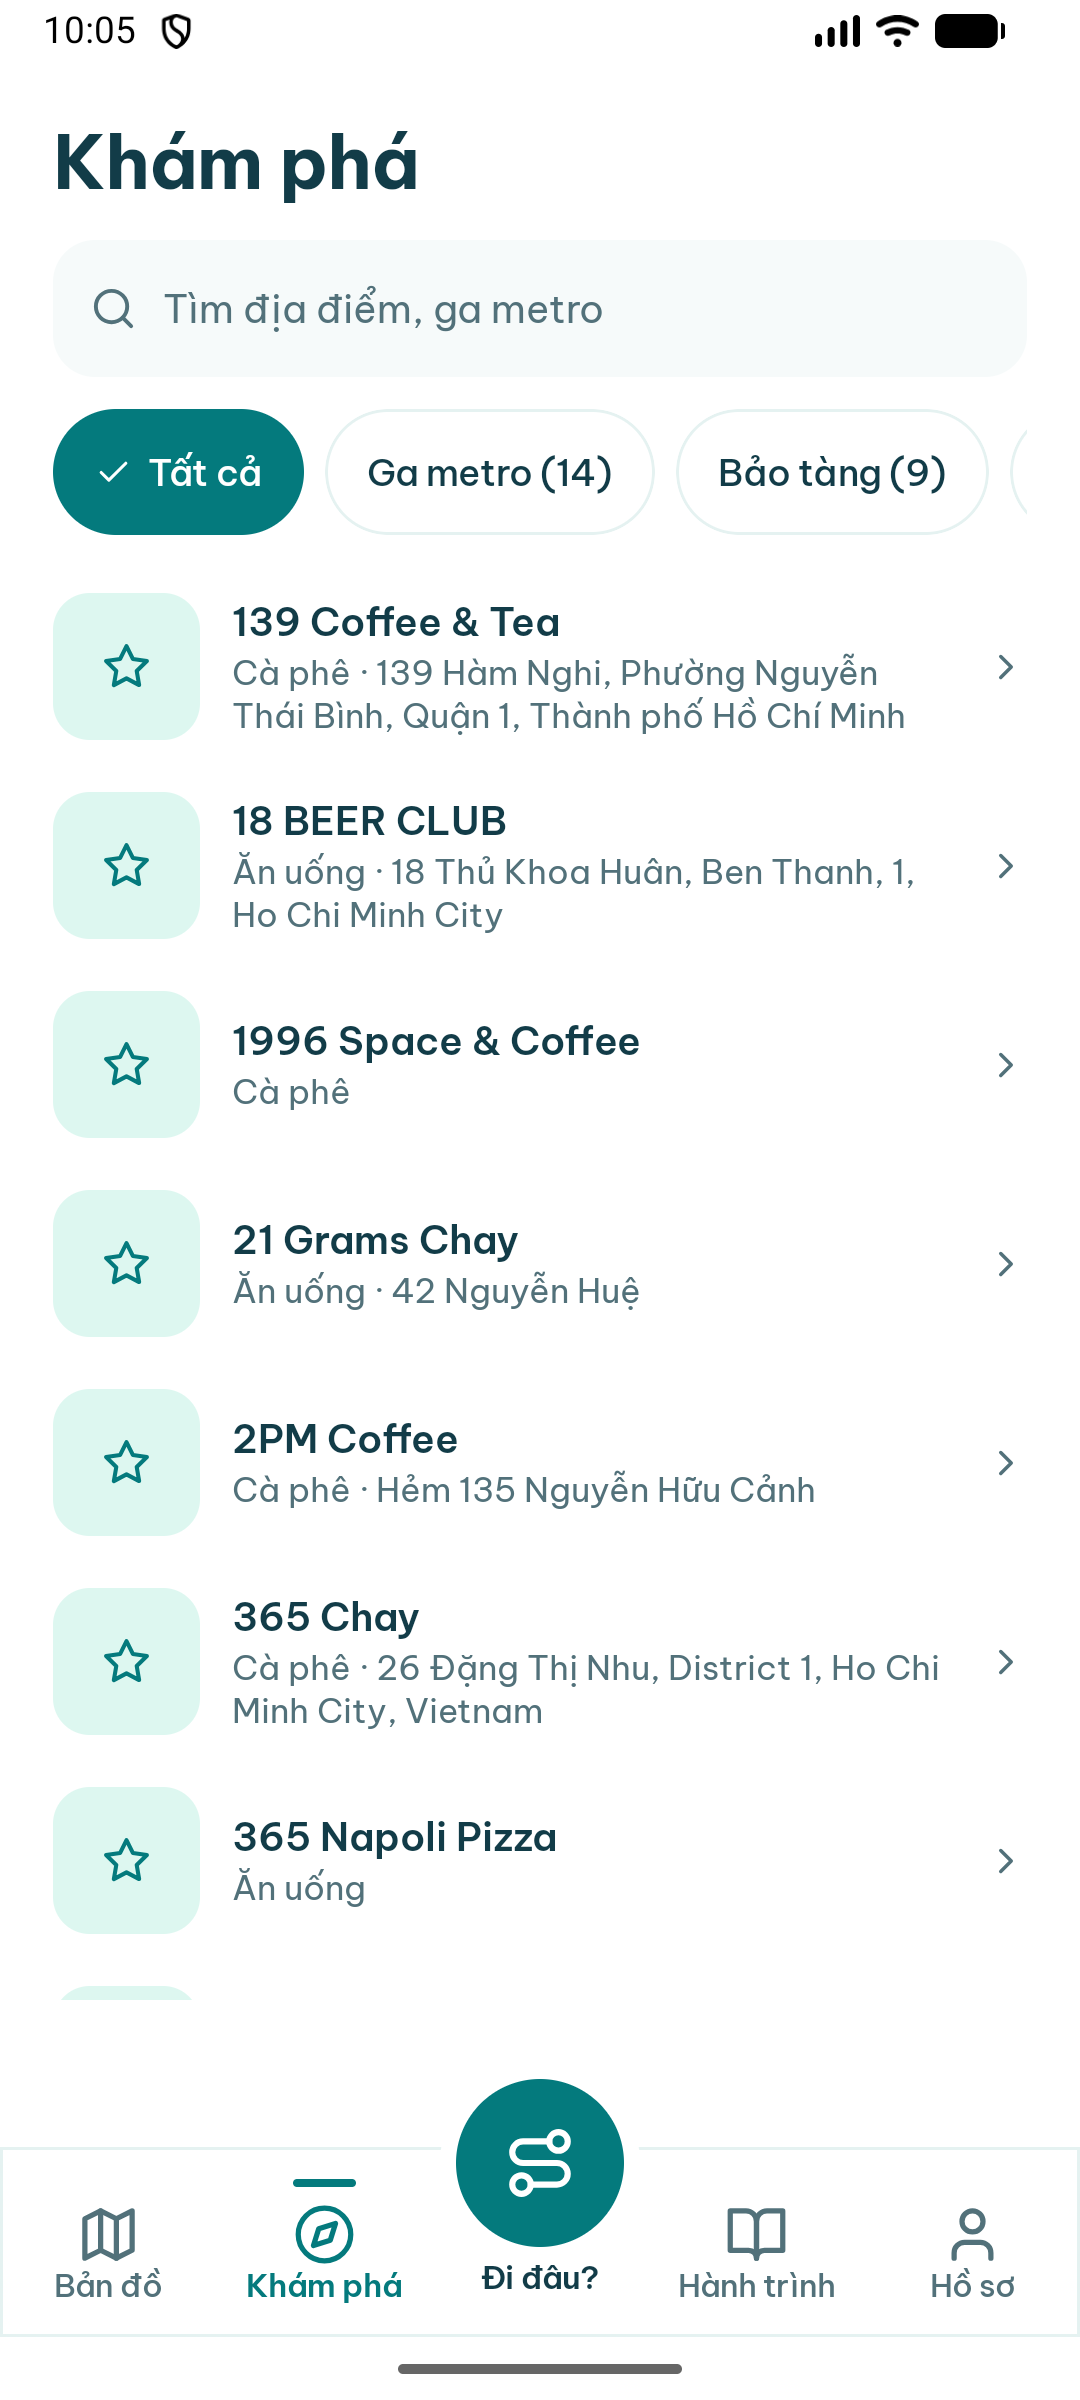 10:05
Khám phá
Tìm địa điểm, ga metro
Tất cả
Ga metro (14)
Bảo tàng (9)
139 Coffee & Tea
Cà phê · 139 Hàm Nghi, Phường Nguyễn
Thái Bình, Quận 1, Thành phố Hồ Chí Minh
18 BEER CLUB
Ăn uống · 18 Thủ Khoa Huân, Ben Thanh, 1,
Ho Chi Minh City
1996 Space & Coffee
Cà phê
21 Grams Chay
Ăn uống · 42 Nguyễn Huệ
2PM Coffee
Cà phê · Hẻm 135 Nguyễn Hữu Cảnh
365 Chay
Cà phê · 26 Đặng Thị Nhu, District 1, Ho Chi
Minh City, Vietnam
365 Napoli Pizza
Ăn uống
Bản đồ
Khám phá
Đi đâu?
Hành trình
Hồ sơ